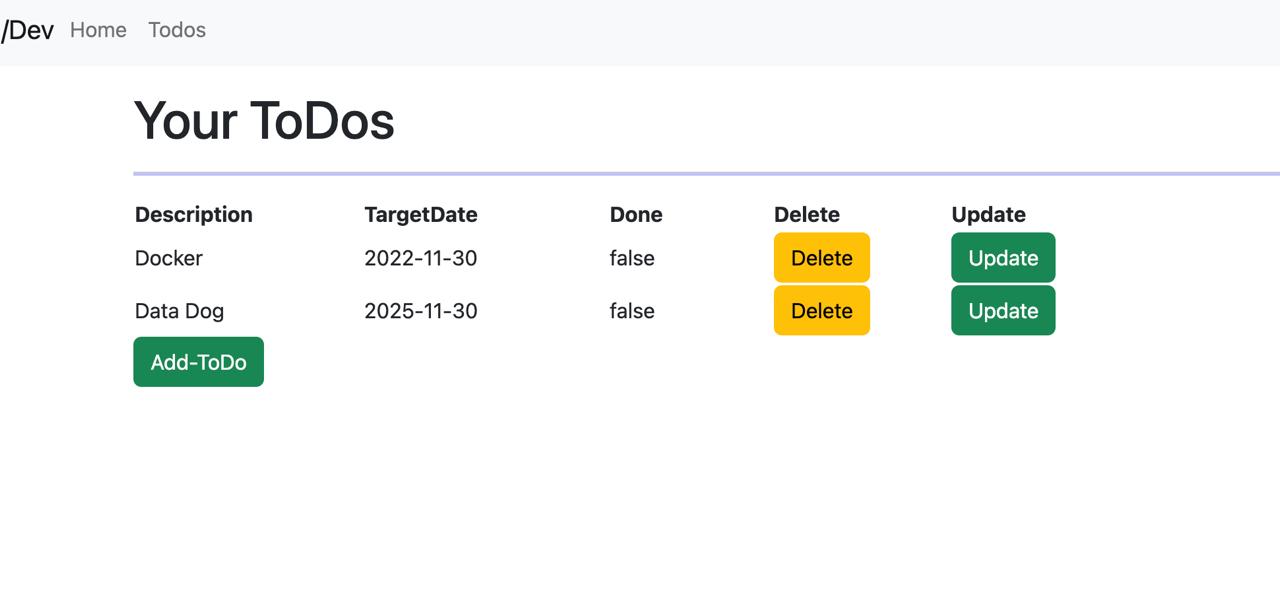 /Dev Home Todos
Your ToDos
Description TargetDate Done Delete Update
Docker 2022-11-30 false Delete Update
Data Dog 2025-11-30 false Delete Update
Add-ToDo